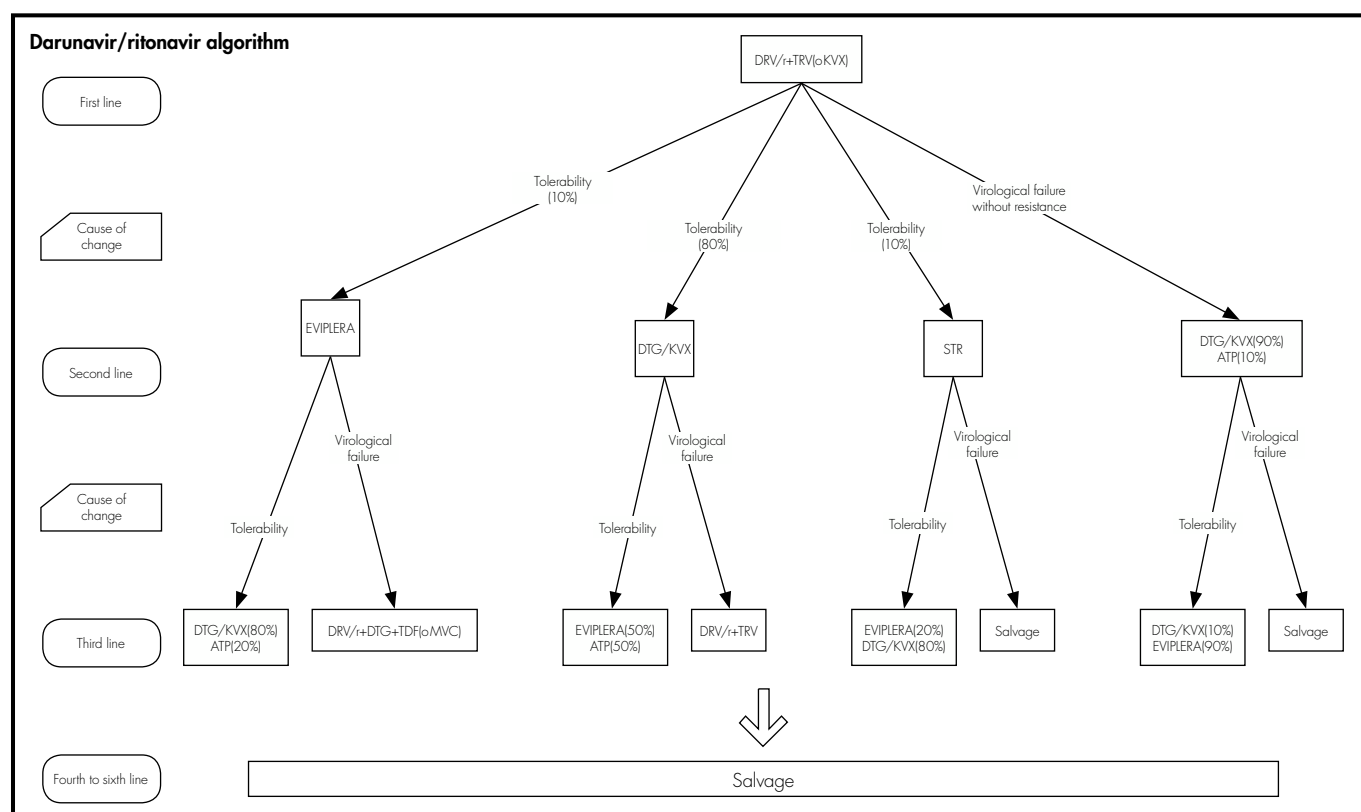 Darunavir/ritonavir algorithm
DRV/r+TRV(oKVX)
First line
Tolerability
(10%)
Tolerability
(80%)
Tolerability
(10%)
Virological failure
without resistance
Cause of
change
EVIPLERA
DTG/KVX
STR
DTG/KVX(90%)
ATP(10%)
Second line
Virological
failure
Virological
failure
Virological
failure
Virological
failure
Cause of
change
Tolerability
Tolerability
Tolerability
Tolerability
Third line
DTG/KVX(80%)
ATP(20%)
DRV/r+DTG+TDF(oMVC)
EVIPLERA(50%)
ATP(50%)
DRV/r+TRV
EVIPLERA(20%)
DTG/KVX(80%)
Salvage
DTG/KVX(10%)
EVIPLERA(90%)
Salvage
Fourth to sixth line
Salvage